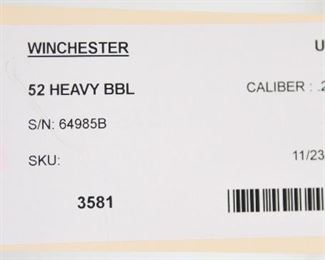 WINCHESTER U
52 HEAVY BBL CALIBER : .2
S/N: 64985B
SKU: 11/23
3581